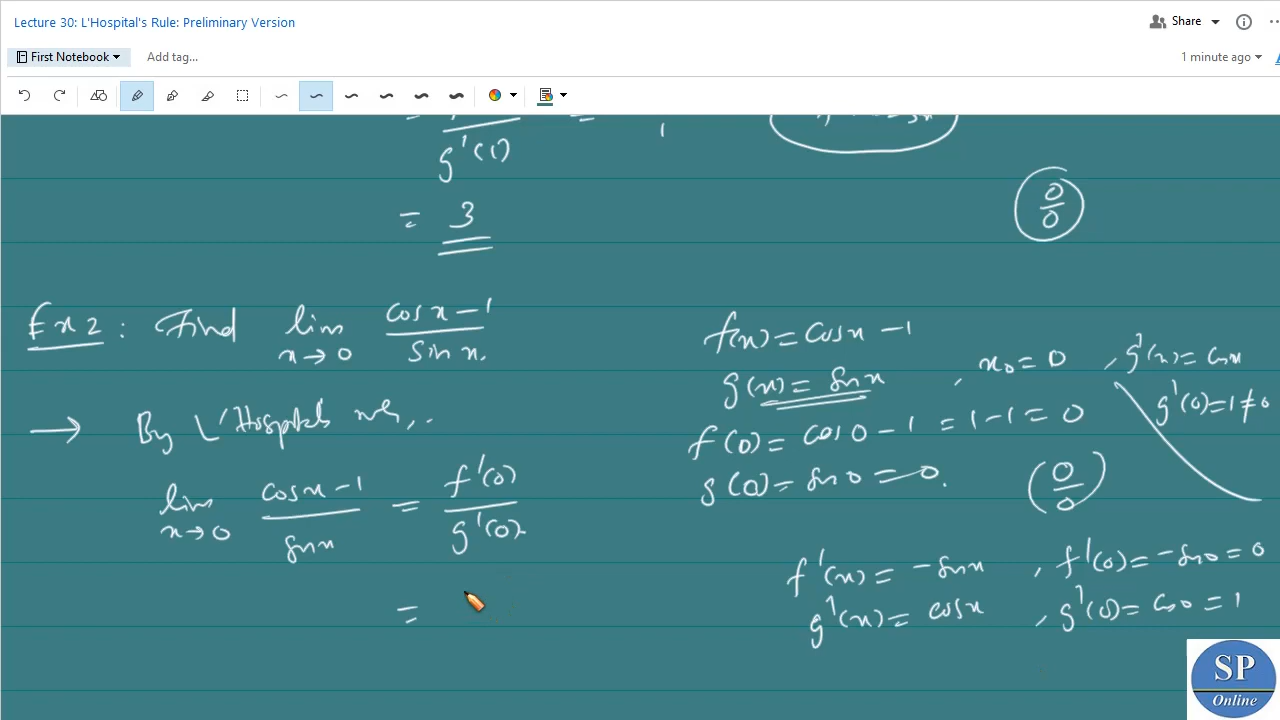 Lecture 30: L'Hospital's Rule: Preliminary Version
Share
First Notebook
Add tag...
1 minute ago
=
g'(1)
= 3
0/0
Ex 2 : Find lim x→0 (cos x − 1)/(sin x).
f(x) = cos x − 1
g(x) = sin x , x₀ = 0 , g'(x) = cos x
g'(0) = 1 ≠ 0
f(0) = cos 0 − 1 = 1 − 1 = 0
g(0) = sin 0 = 0. (0/0)
→ By L'Hospital's rule,
lim x→0 (cos x − 1)/(sin x) = f'(0)/g'(0)
f'(x) = − sin x , f'(0) = − sin 0 = 0
g'(x) = cos x , g'(0) = cos 0 = 1
=
SP
Online